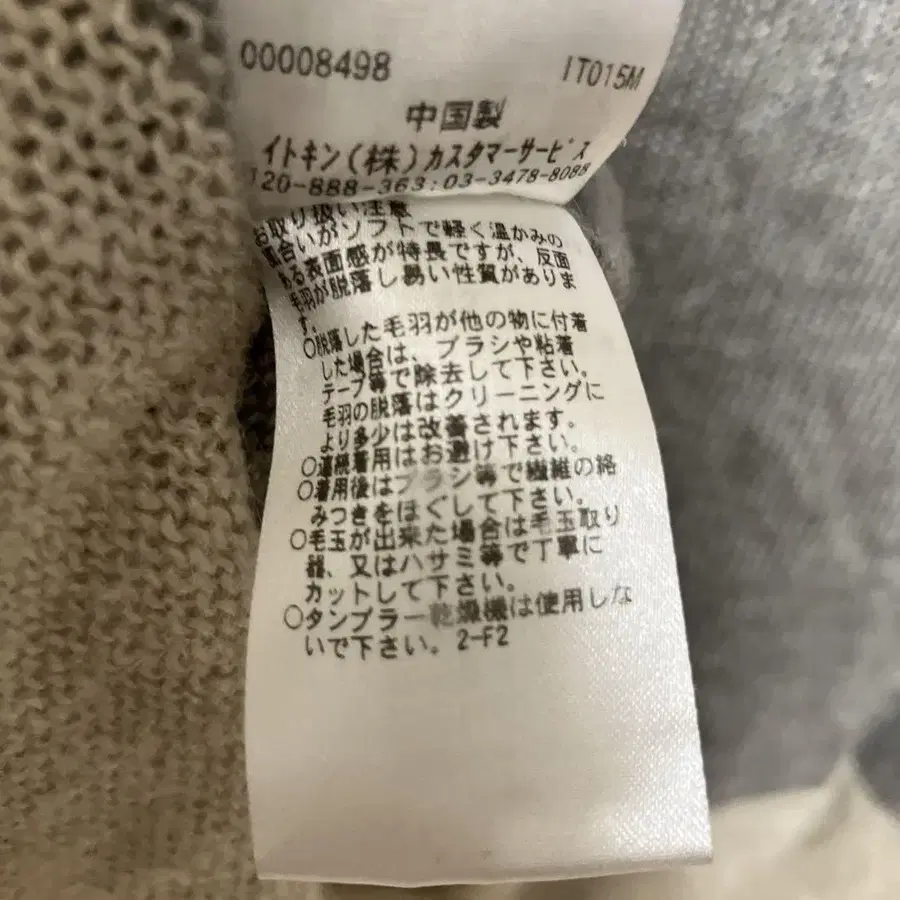 00008498 IT015M
中国製
イトキン(株)カスタマーサービス
120-888-363:03-3478-8088
お取り扱い注意
風合いがソフトで軽く温かみの
ある表面感が特長ですが、反面
毛羽が脱落し易い性質がありま
す。
○脱落した毛羽が他の物に付着
した場合は、ブラシや粘着
テープ等で除去して下さい。
毛羽の脱落はクリーニングに
より多少は改善されます。
○連続着用はお避け下さい。
○着用後はブラシ等で繊維の絡
みつきをほぐして下さい。
○毛玉が出来た場合は毛玉取り
器、又はハサミ等で丁寧に
カットして下さい。
○タンブラー乾燥機は使用しな
いで下さい。2-F2